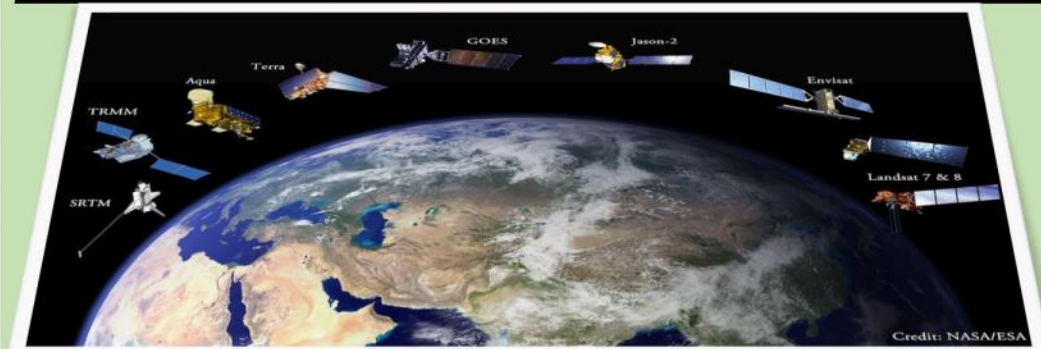 GOES
Jason-2
Terra
Envisat
Aqua
TRMM
Landsat 7 & 8
SRTM
Credit: NASA/ESA